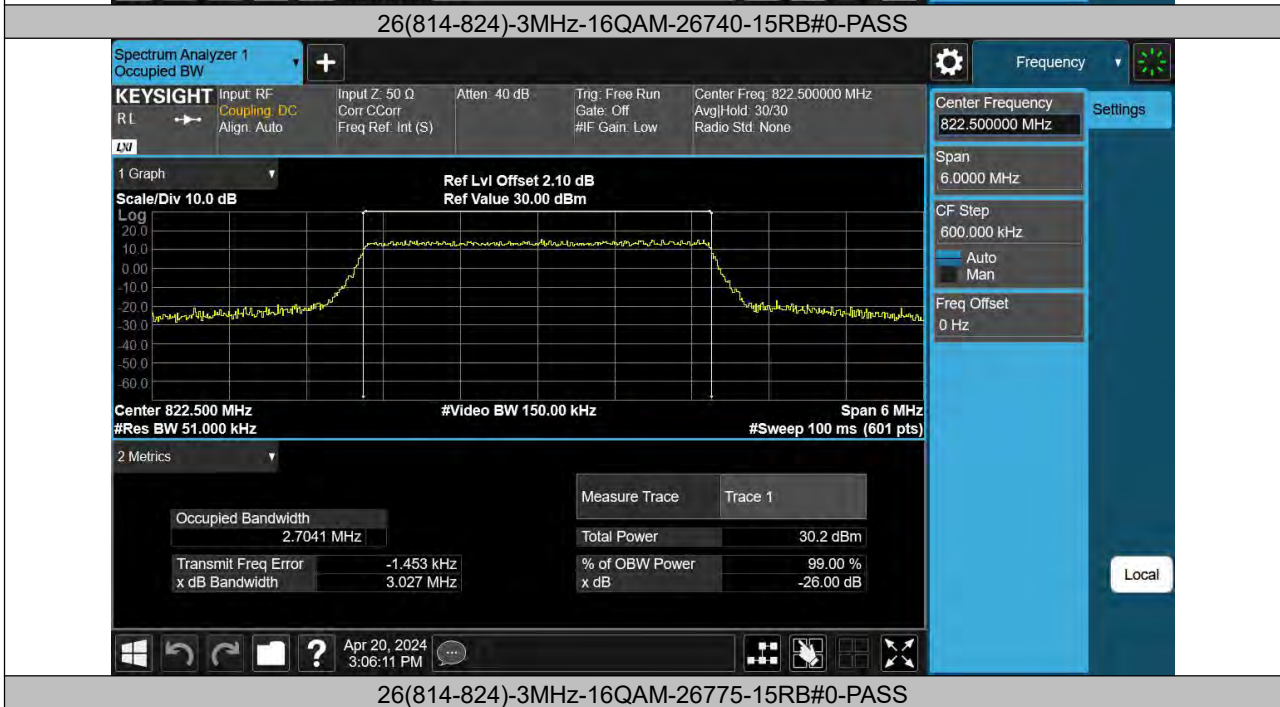 26(814-824)-3MHz-16QAM-26740-15RB#0-PASS
Spectrum Analyzer 1
Occupied BW
Frequency
KEYSIGHT
R L
LXI
Input: RF
Coupling: DC
Align: Auto
Input Z: 50 Ω
Corr CCorr
Freq Ref: Int (S)
Atten: 40 dB
Trig: Free Run
Gate: Off
#IF Gain: Low
Center Freq: 822.500000 MHz
Avg|Hold: 30/30
Radio Std: None
Center Frequency
822.500000 MHz
Settings
Span
6.0000 MHz
CF Step
600.000 kHz
Auto
Man
Freq Offset
0 Hz
Local
1 Graph
Scale/Div 10.0 dB
Ref Lvl Offset 2.10 dB
Ref Value 30.00 dBm
Log
20.0
10.0
0.00
-10.0
-20.0
-30.0
-40.0
-50.0
-60.0
Center 822.500 MHz
#Video BW 150.00 kHz
Span 6 MHz
#Res BW 51.000 kHz
#Sweep 100 ms (601 pts)
2 Metrics
Measure Trace Trace 1
Occupied Bandwidth
2.7041 MHz
Total Power 30.2 dBm
Transmit Freq Error -1.453 kHz
% of OBW Power 99.00 %
x dB Bandwidth 3.027 MHz
x dB -26.00 dB
?
Apr 20, 2024
3:06:11 PM
26(814-824)-3MHz-16QAM-26775-15RB#0-PASS